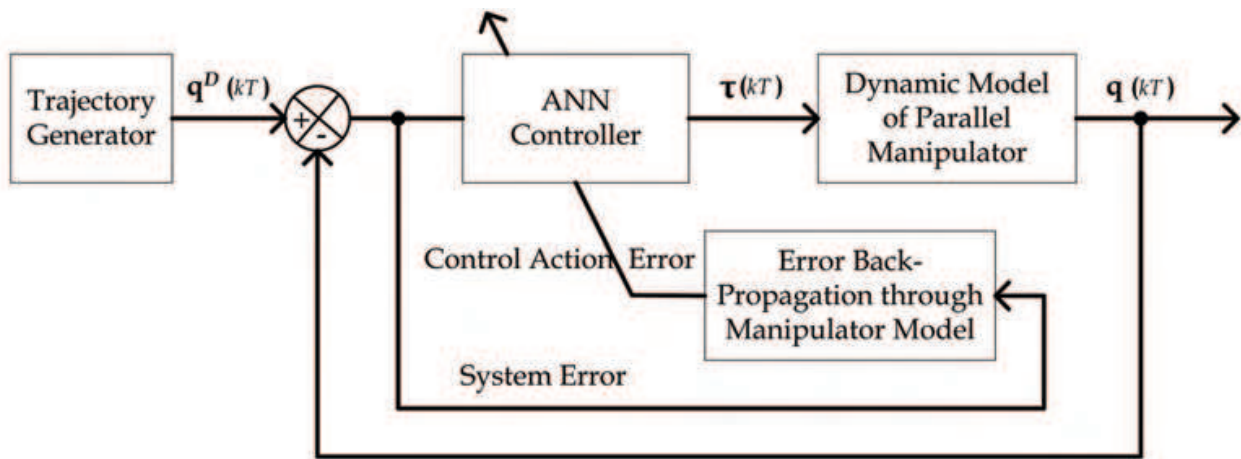 Trajectory
Generator
q^D (kT)
+
-
ANN
Controller
τ(kT)
Dynamic Model
of Parallel
Manipulator
q (kT)
Control Action Error
Error Back-
Propagation through
Manipulator Model
System Error